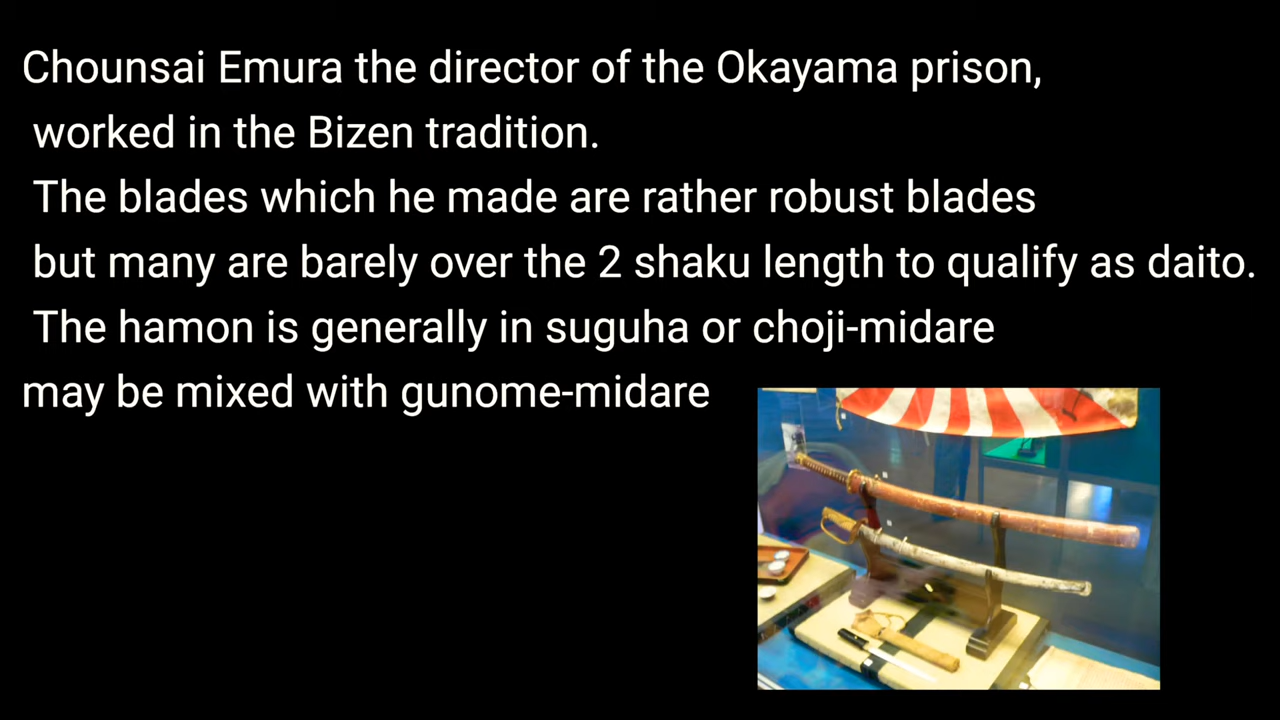 Chounsai Emura the director of the Okayama prison,
worked in the Bizen tradition.
The blades which he made are rather robust blades
but many are barely over the 2 shaku length to qualify as daito.
The hamon is generally in suguha or choji-midare
may be mixed with gunome-midare